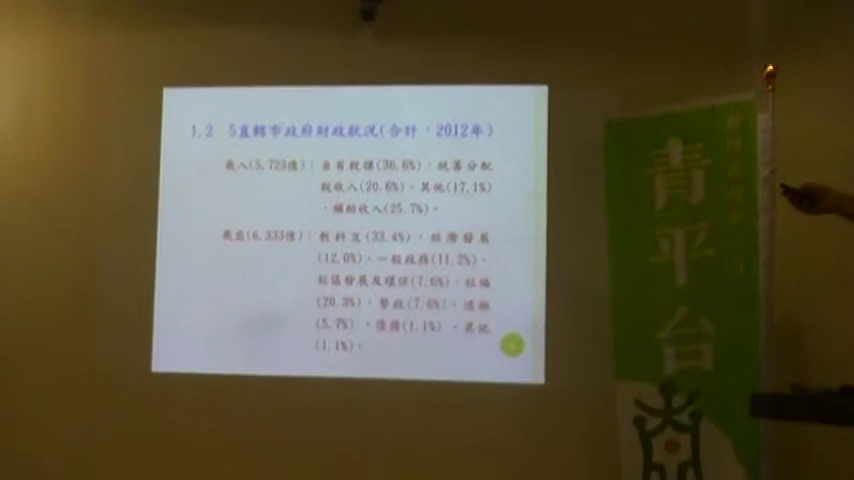 1.2 5直轄市政府財政狀況(合計,2012年)
歲入(5,723億):自有稅課(36.6%)、統籌分配
稅收入(20.6%)、其他(17.1%)
、補助收入(25.7%)。
歲出(6,333億):教科文(33.4%)、經濟發展
(12.0%)、一般政務(11.2%)、
社區發展及環保(7.6%)、社福
(20.3%)、警政(7.6%)、退撫
(5.7%)、債務(1.1%)、其他
(1.1%)。
青平台